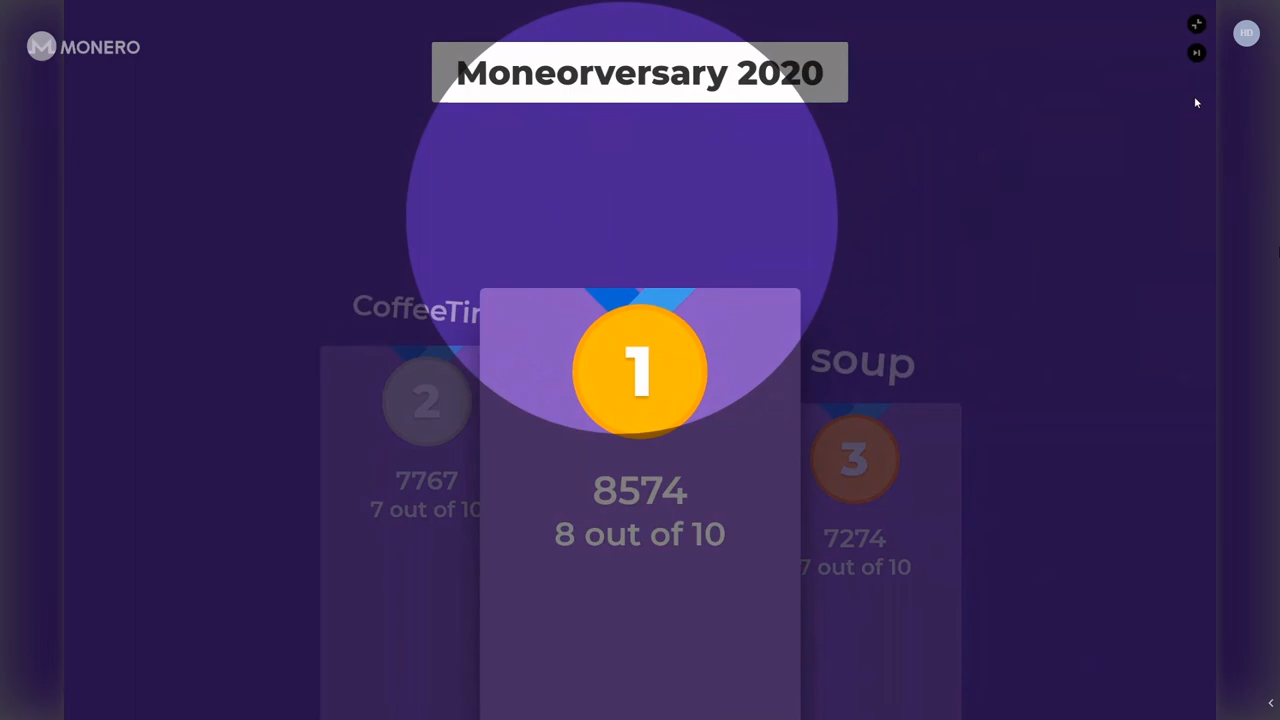 MONERO
HD
Moneorversary 2020
soup
1
2
3
8574
8 out of 10
7767
7 out of 10
7274
7 out of 10